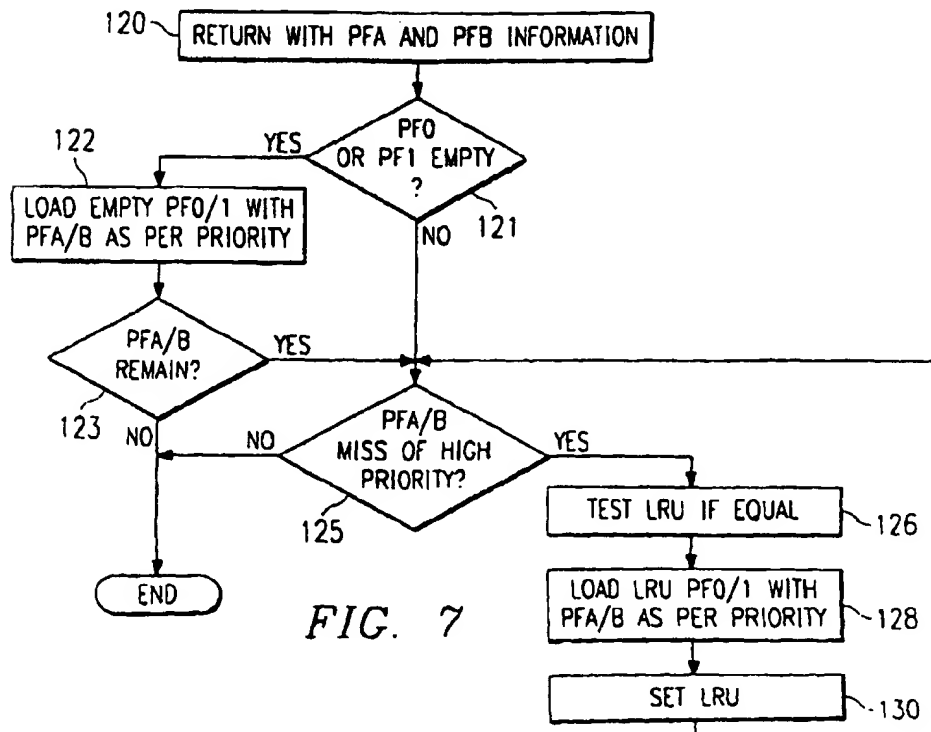 120
RETURN WITH PFA AND PFB INFORMATION
PF0
OR PF1 EMPTY
?
121
YES
NO
122
LOAD EMPTY PF0/1 WITH
PFA/B AS PER PRIORITY
PFA/B
REMAIN?
123
YES
NO
PFA/B
MISS OF HIGH
PRIORITY?
125
NO
YES
TEST LRU IF EQUAL
126
LOAD LRU PF0/1 WITH
PFA/B AS PER PRIORITY
128
SET LRU
130
END
FIG. 7